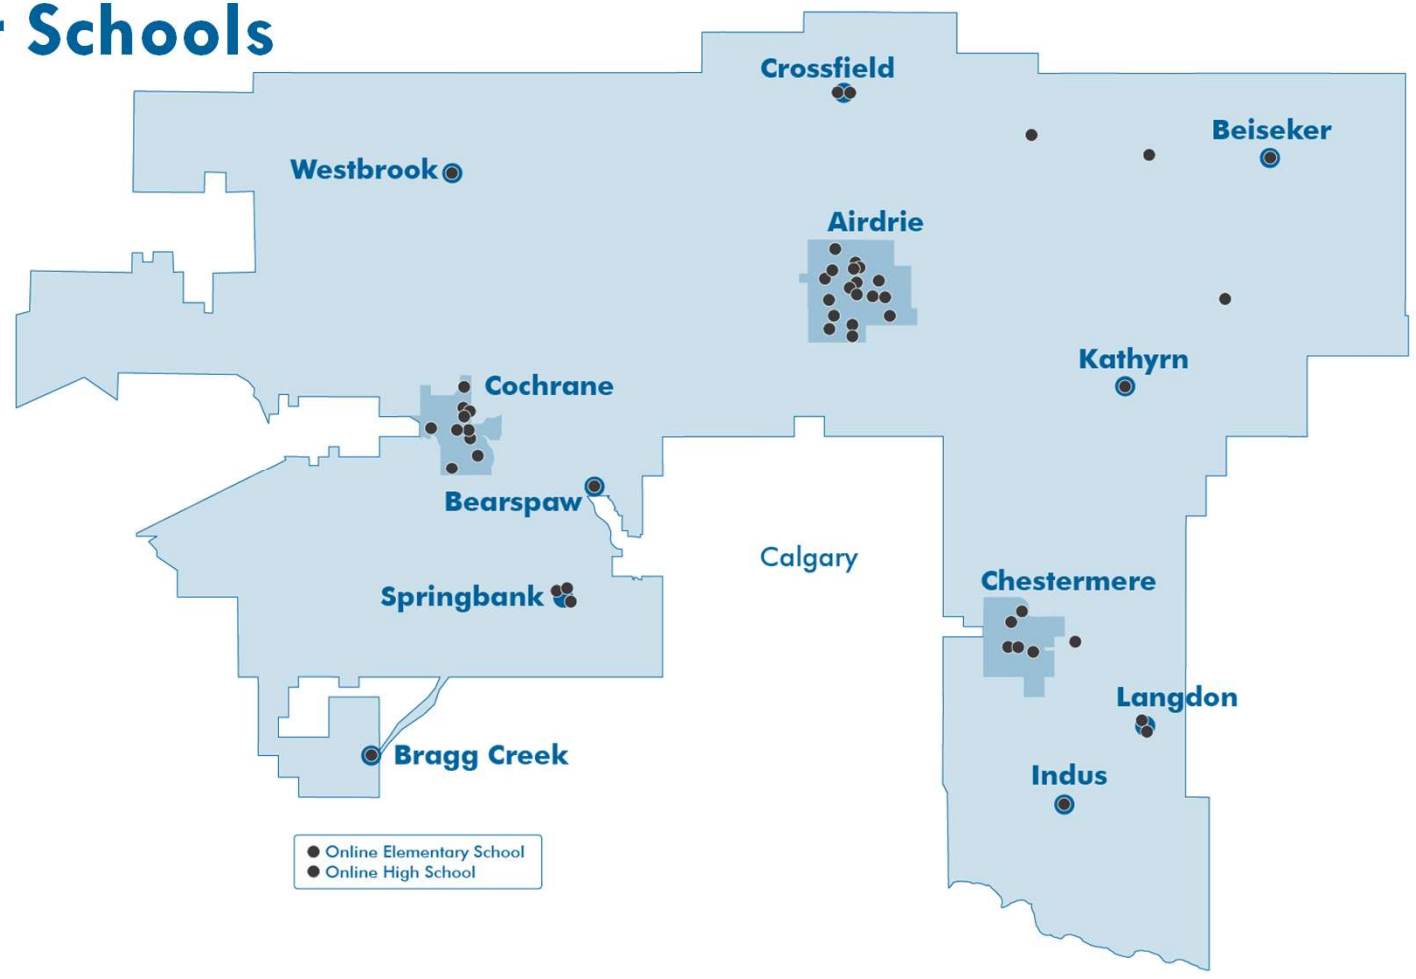 Schools
Crossfield
Beiseker
Westbrook
Airdrie
Kathyrn
Cochrane
Bearspaw
Calgary
Chestermere
Springbank
Langdon
Bragg Creek
Indus
Online Elementary School
Online High School